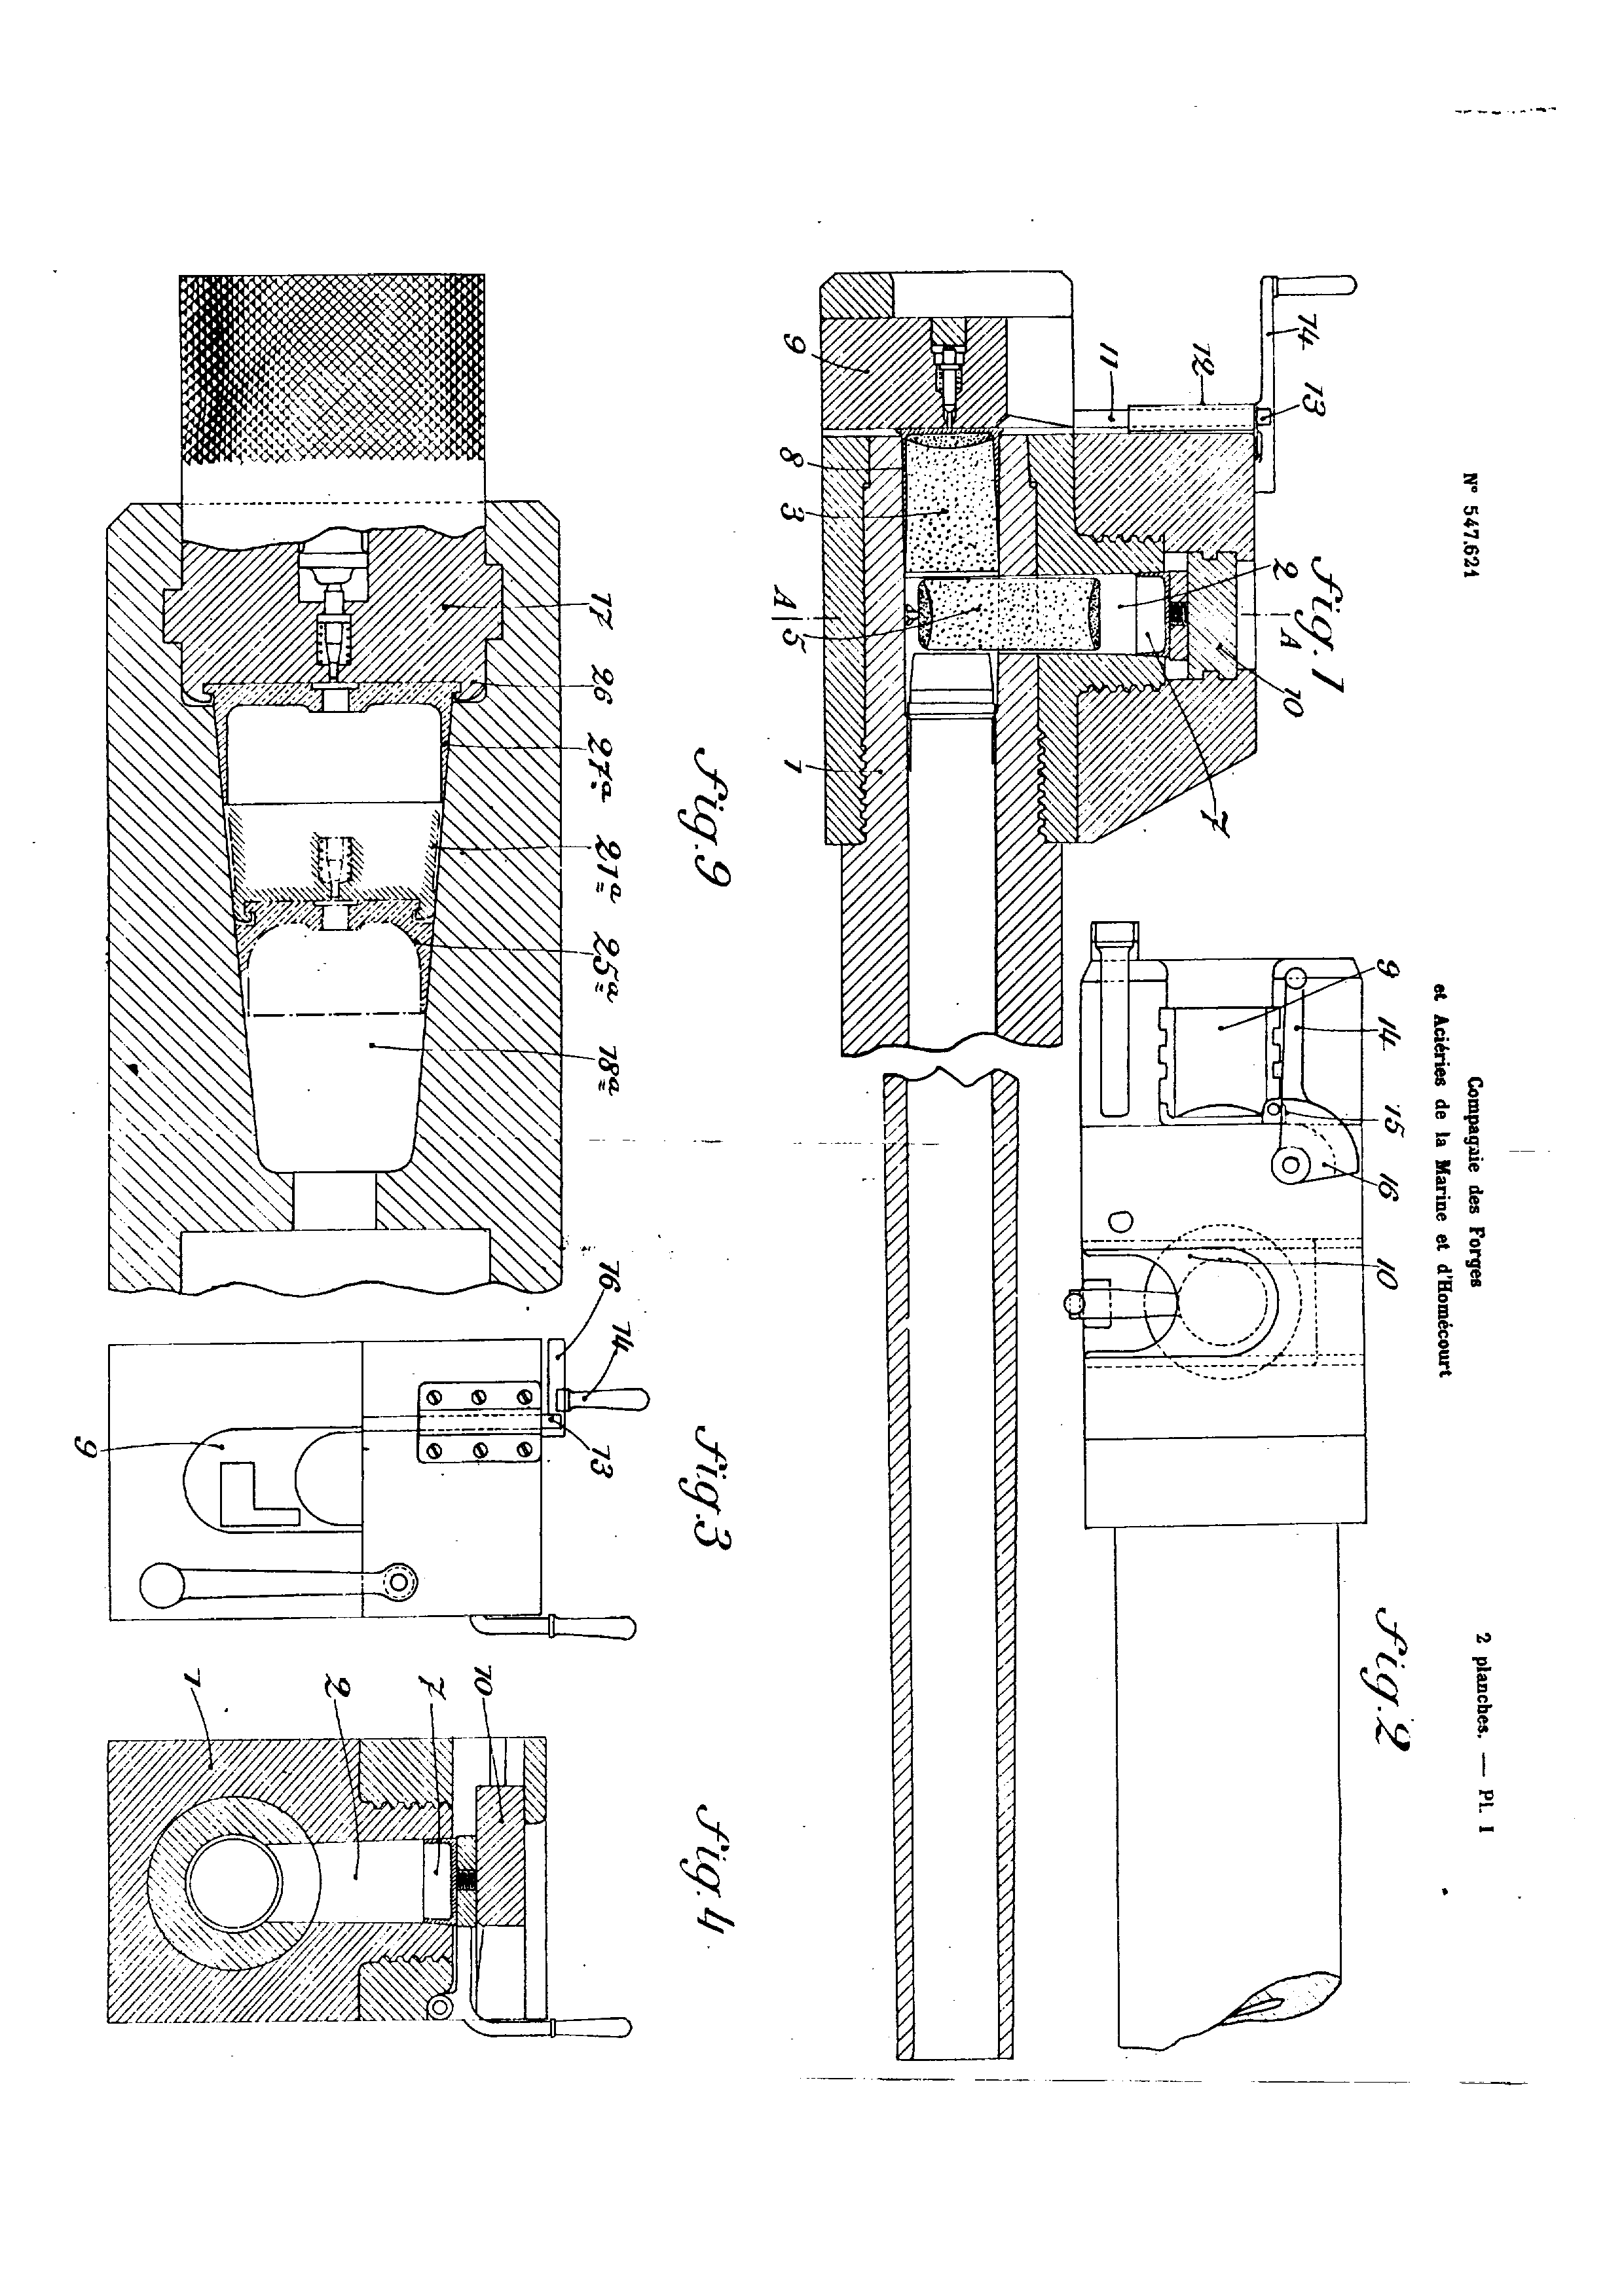 N° 547.621
Compagnie des Forges
et Aciéries de la Marine et d'Homécourt
2 planches. — Pl. I
fig.1
14
13
12
11
2
A
10
9
8
3
A
5
1
7
fig.2
9
14
15
16
10
fig.9
17
26
27a
21a
25a
18a
fig.3
16
14
13
9
fig.4
10
7
2
1